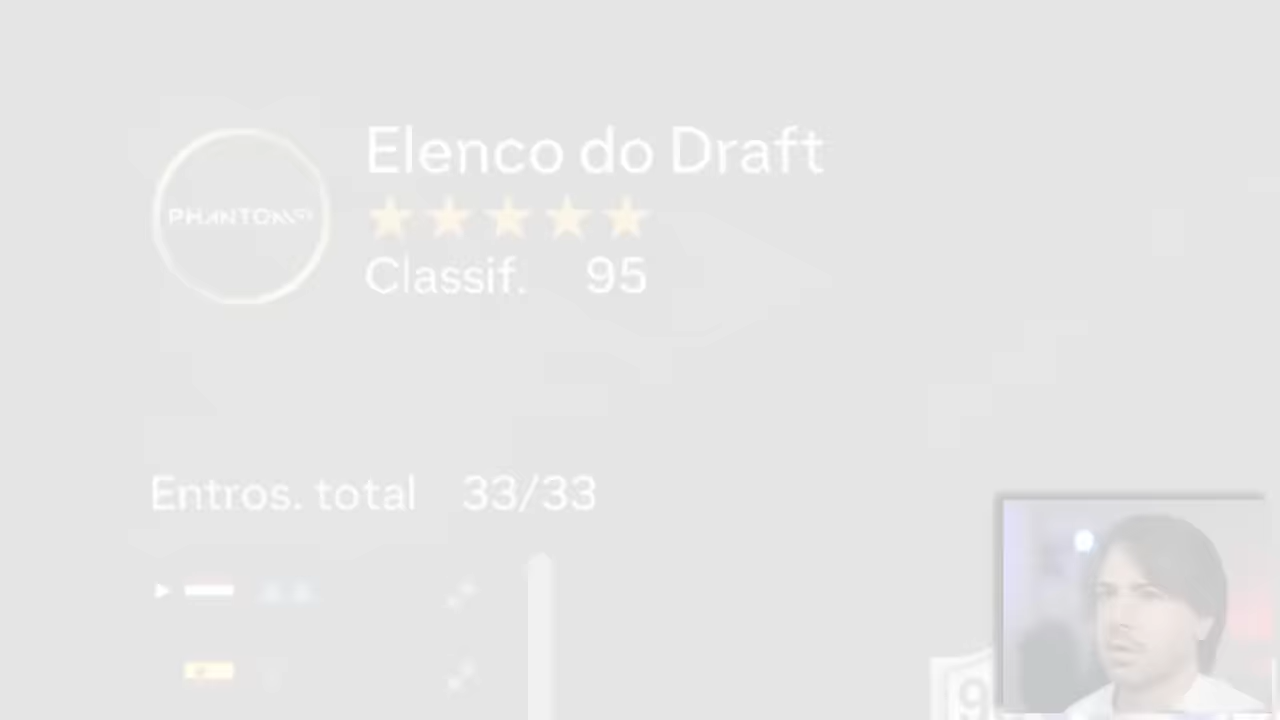 Elenco do Draft
PHANTOM
Classif. 95
Entros. total 33/33